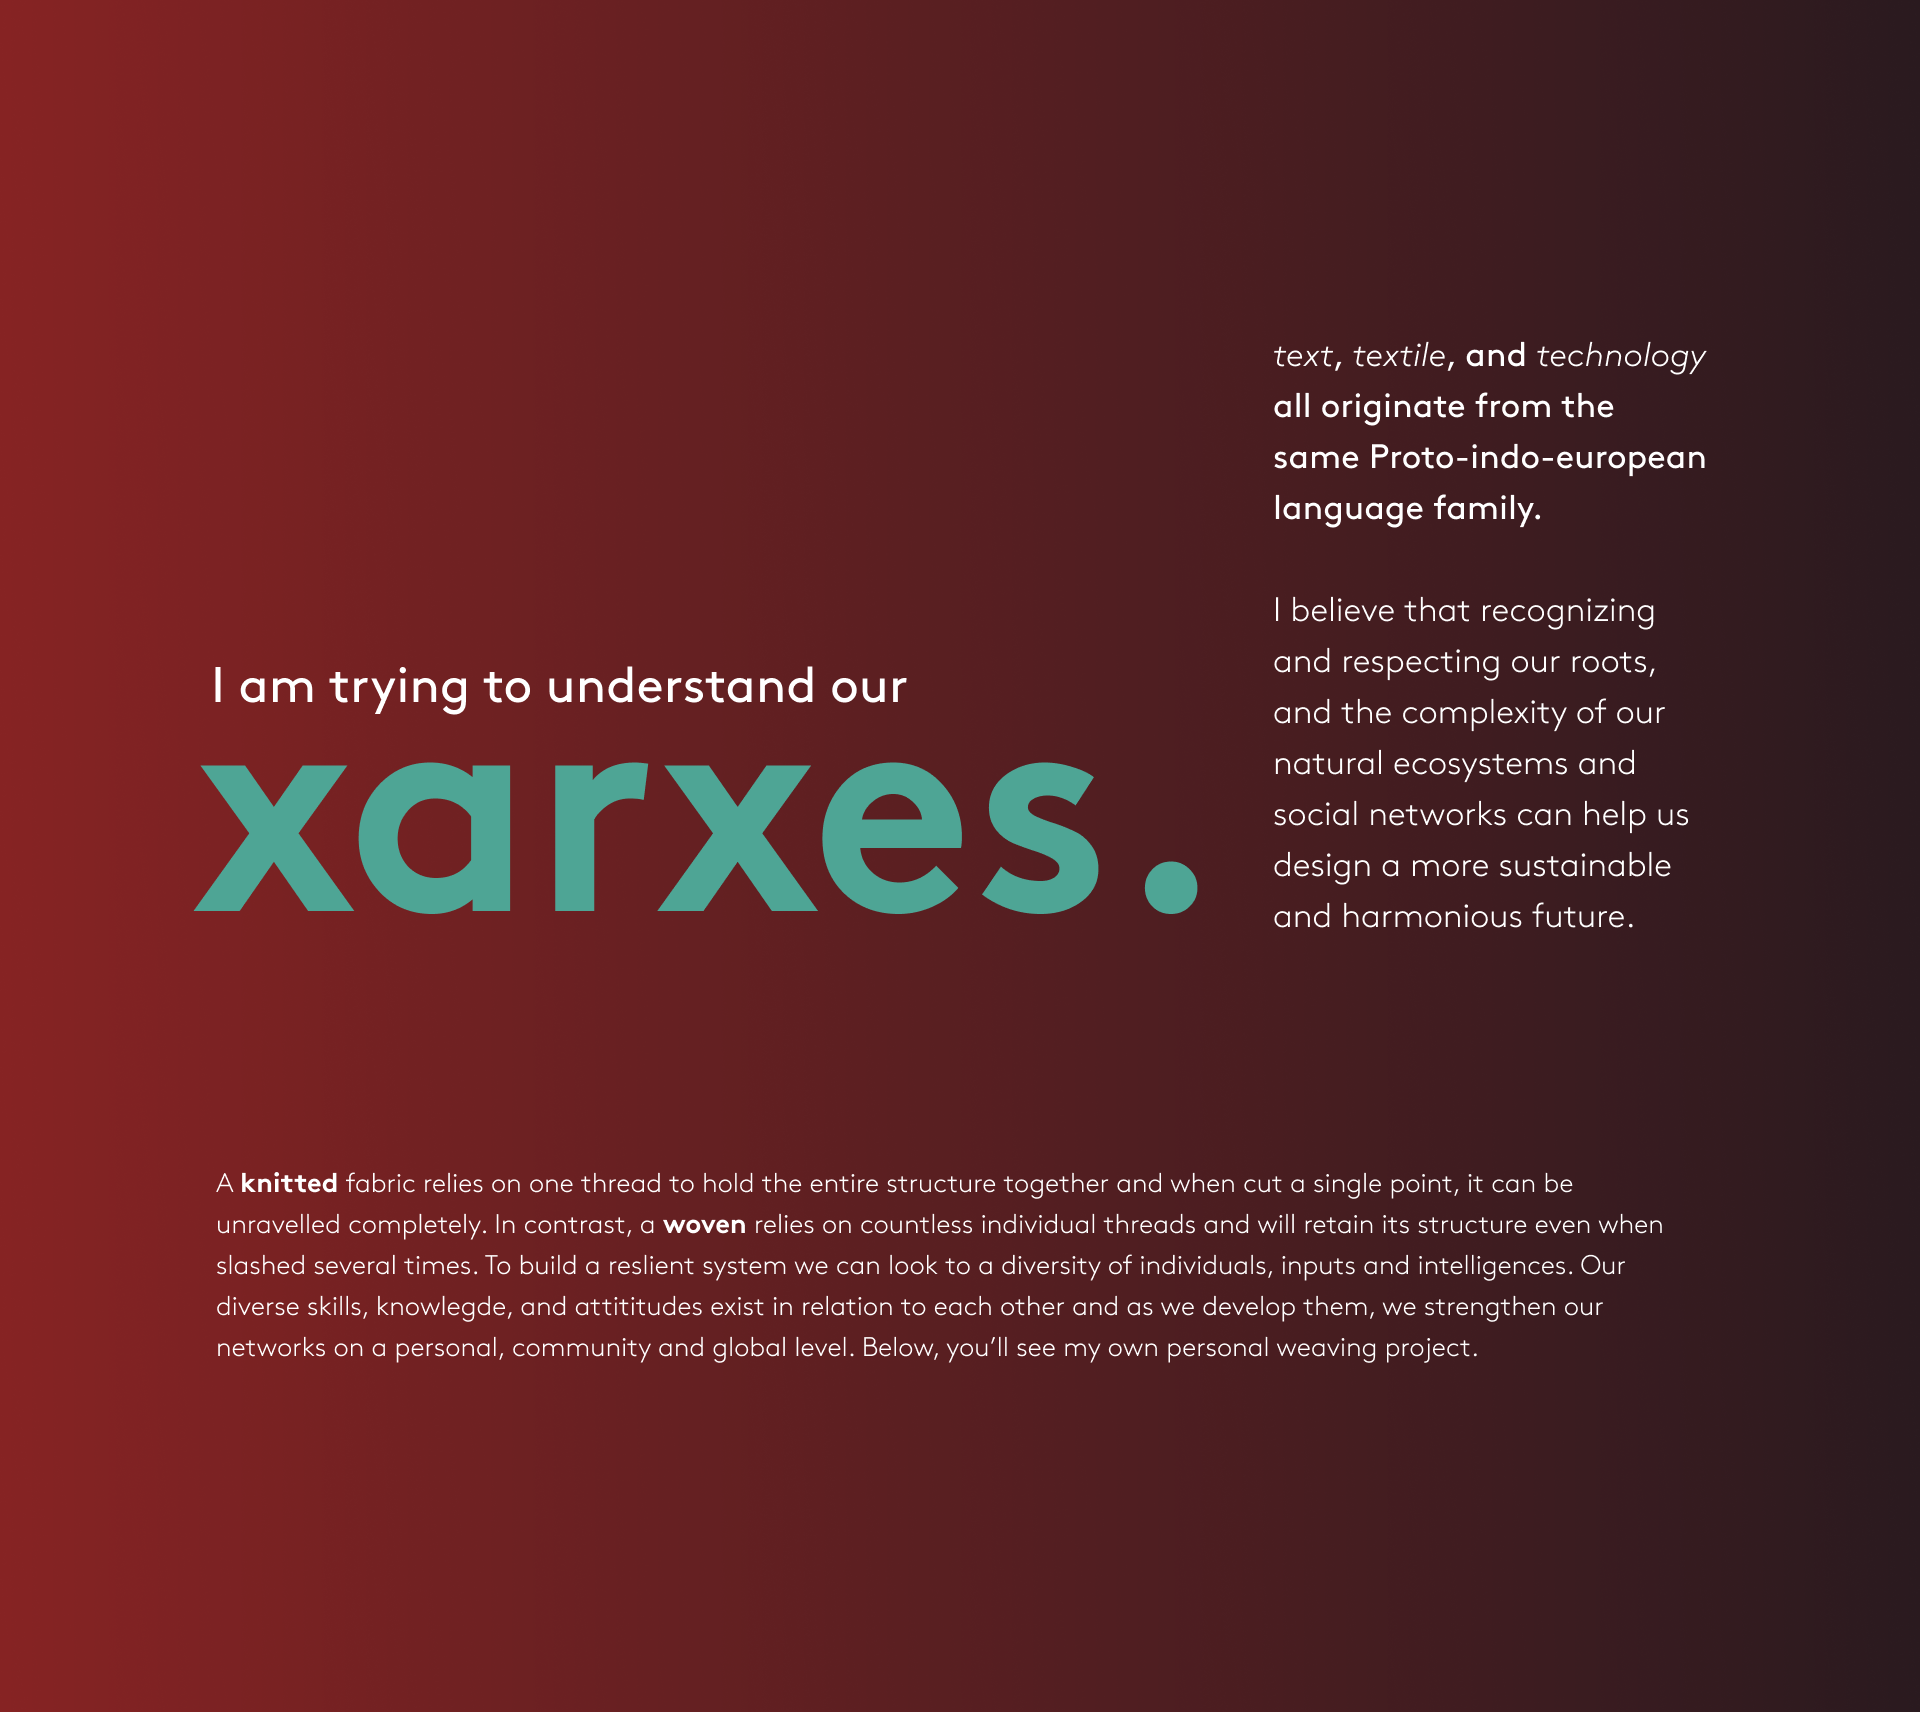 I am trying to understand our
xarxes.
text, textile, and technology
all originate from the
same Proto-indo-european
language family.
I believe that recognizing
and respecting our roots,
and the complexity of our
natural ecosystems and
social networks can help us
design a more sustainable
and harmonious future.
A knitted fabric relies on one thread to hold the entire structure together and when cut a single point, it can be
unravelled completely. In contrast, a woven relies on countless individual threads and will retain its structure even when
slashed several times. To build a reslient system we can look to a diversity of individuals, inputs and intelligences. Our
diverse skills, knowlegde, and attititudes exist in relation to each other and as we develop them, we strengthen our
networks on a personal, community and global level. Below, you’ll see my own personal weaving project.